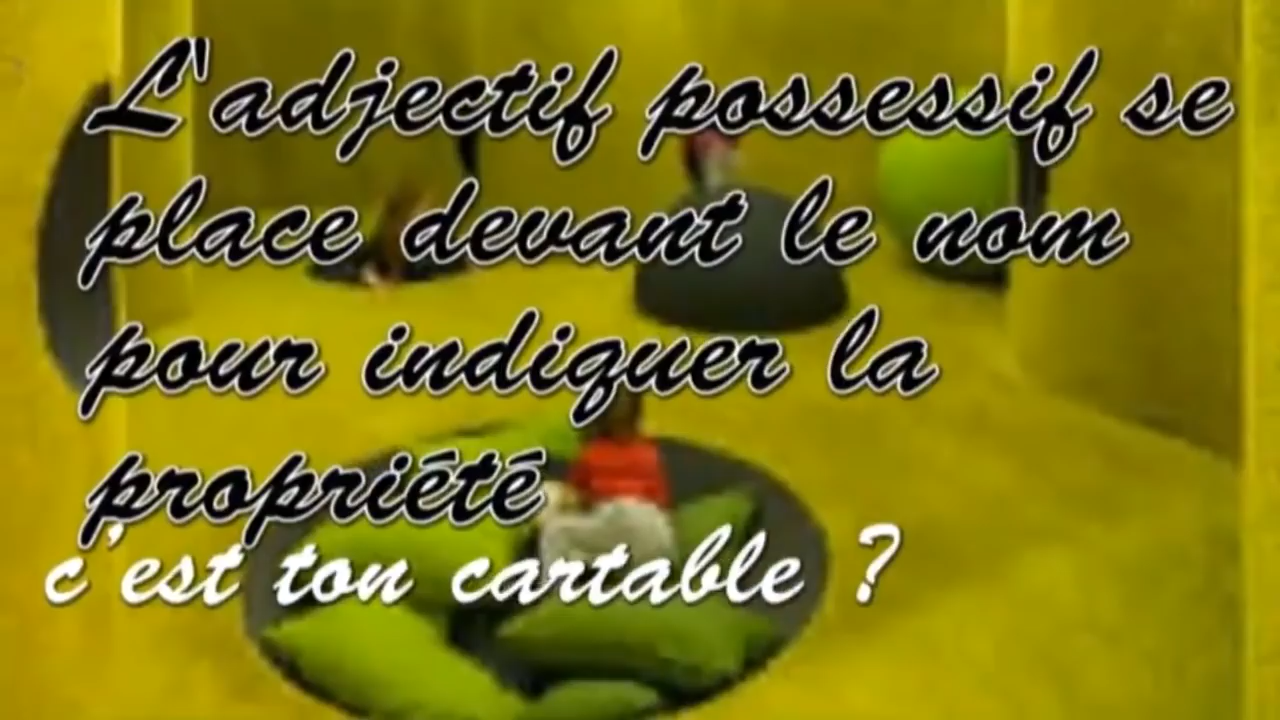 L'adjectif possessif se
place devant le nom
pour indiquer la
propriété
c'est ton cartable ?